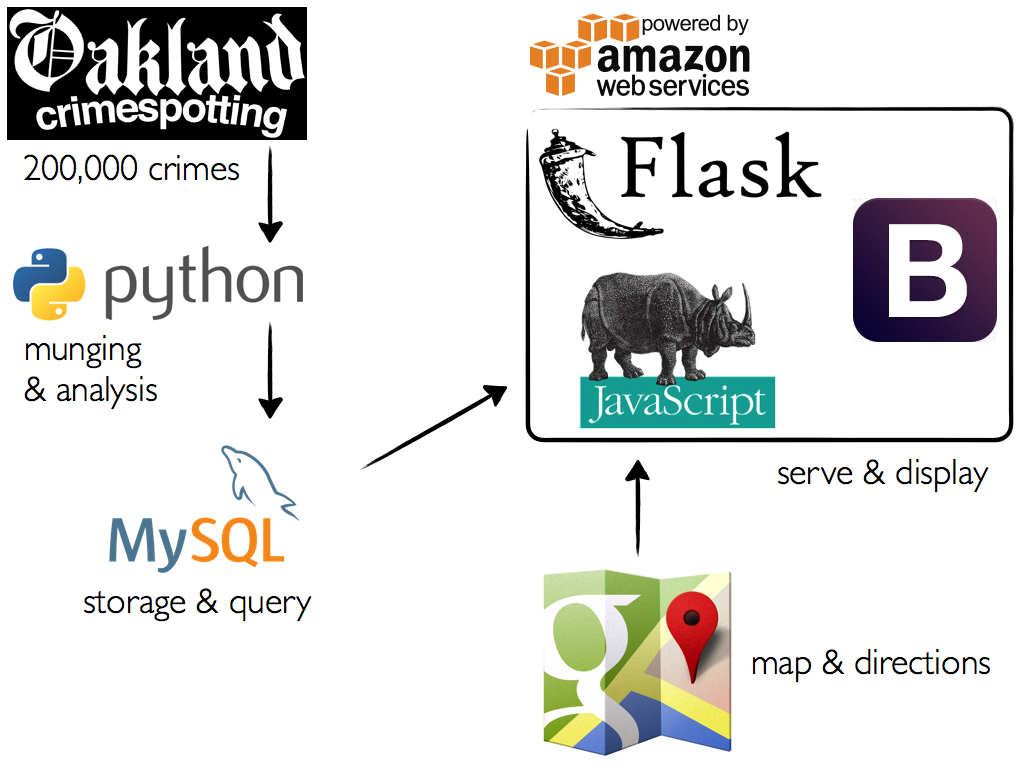 Oakland
crimespotting
200,000 crimes
python
munging
& analysis
MySQL
storage & query
powered by
amazon
web services
Flask
B
JavaScript
serve & display
g
map & directions